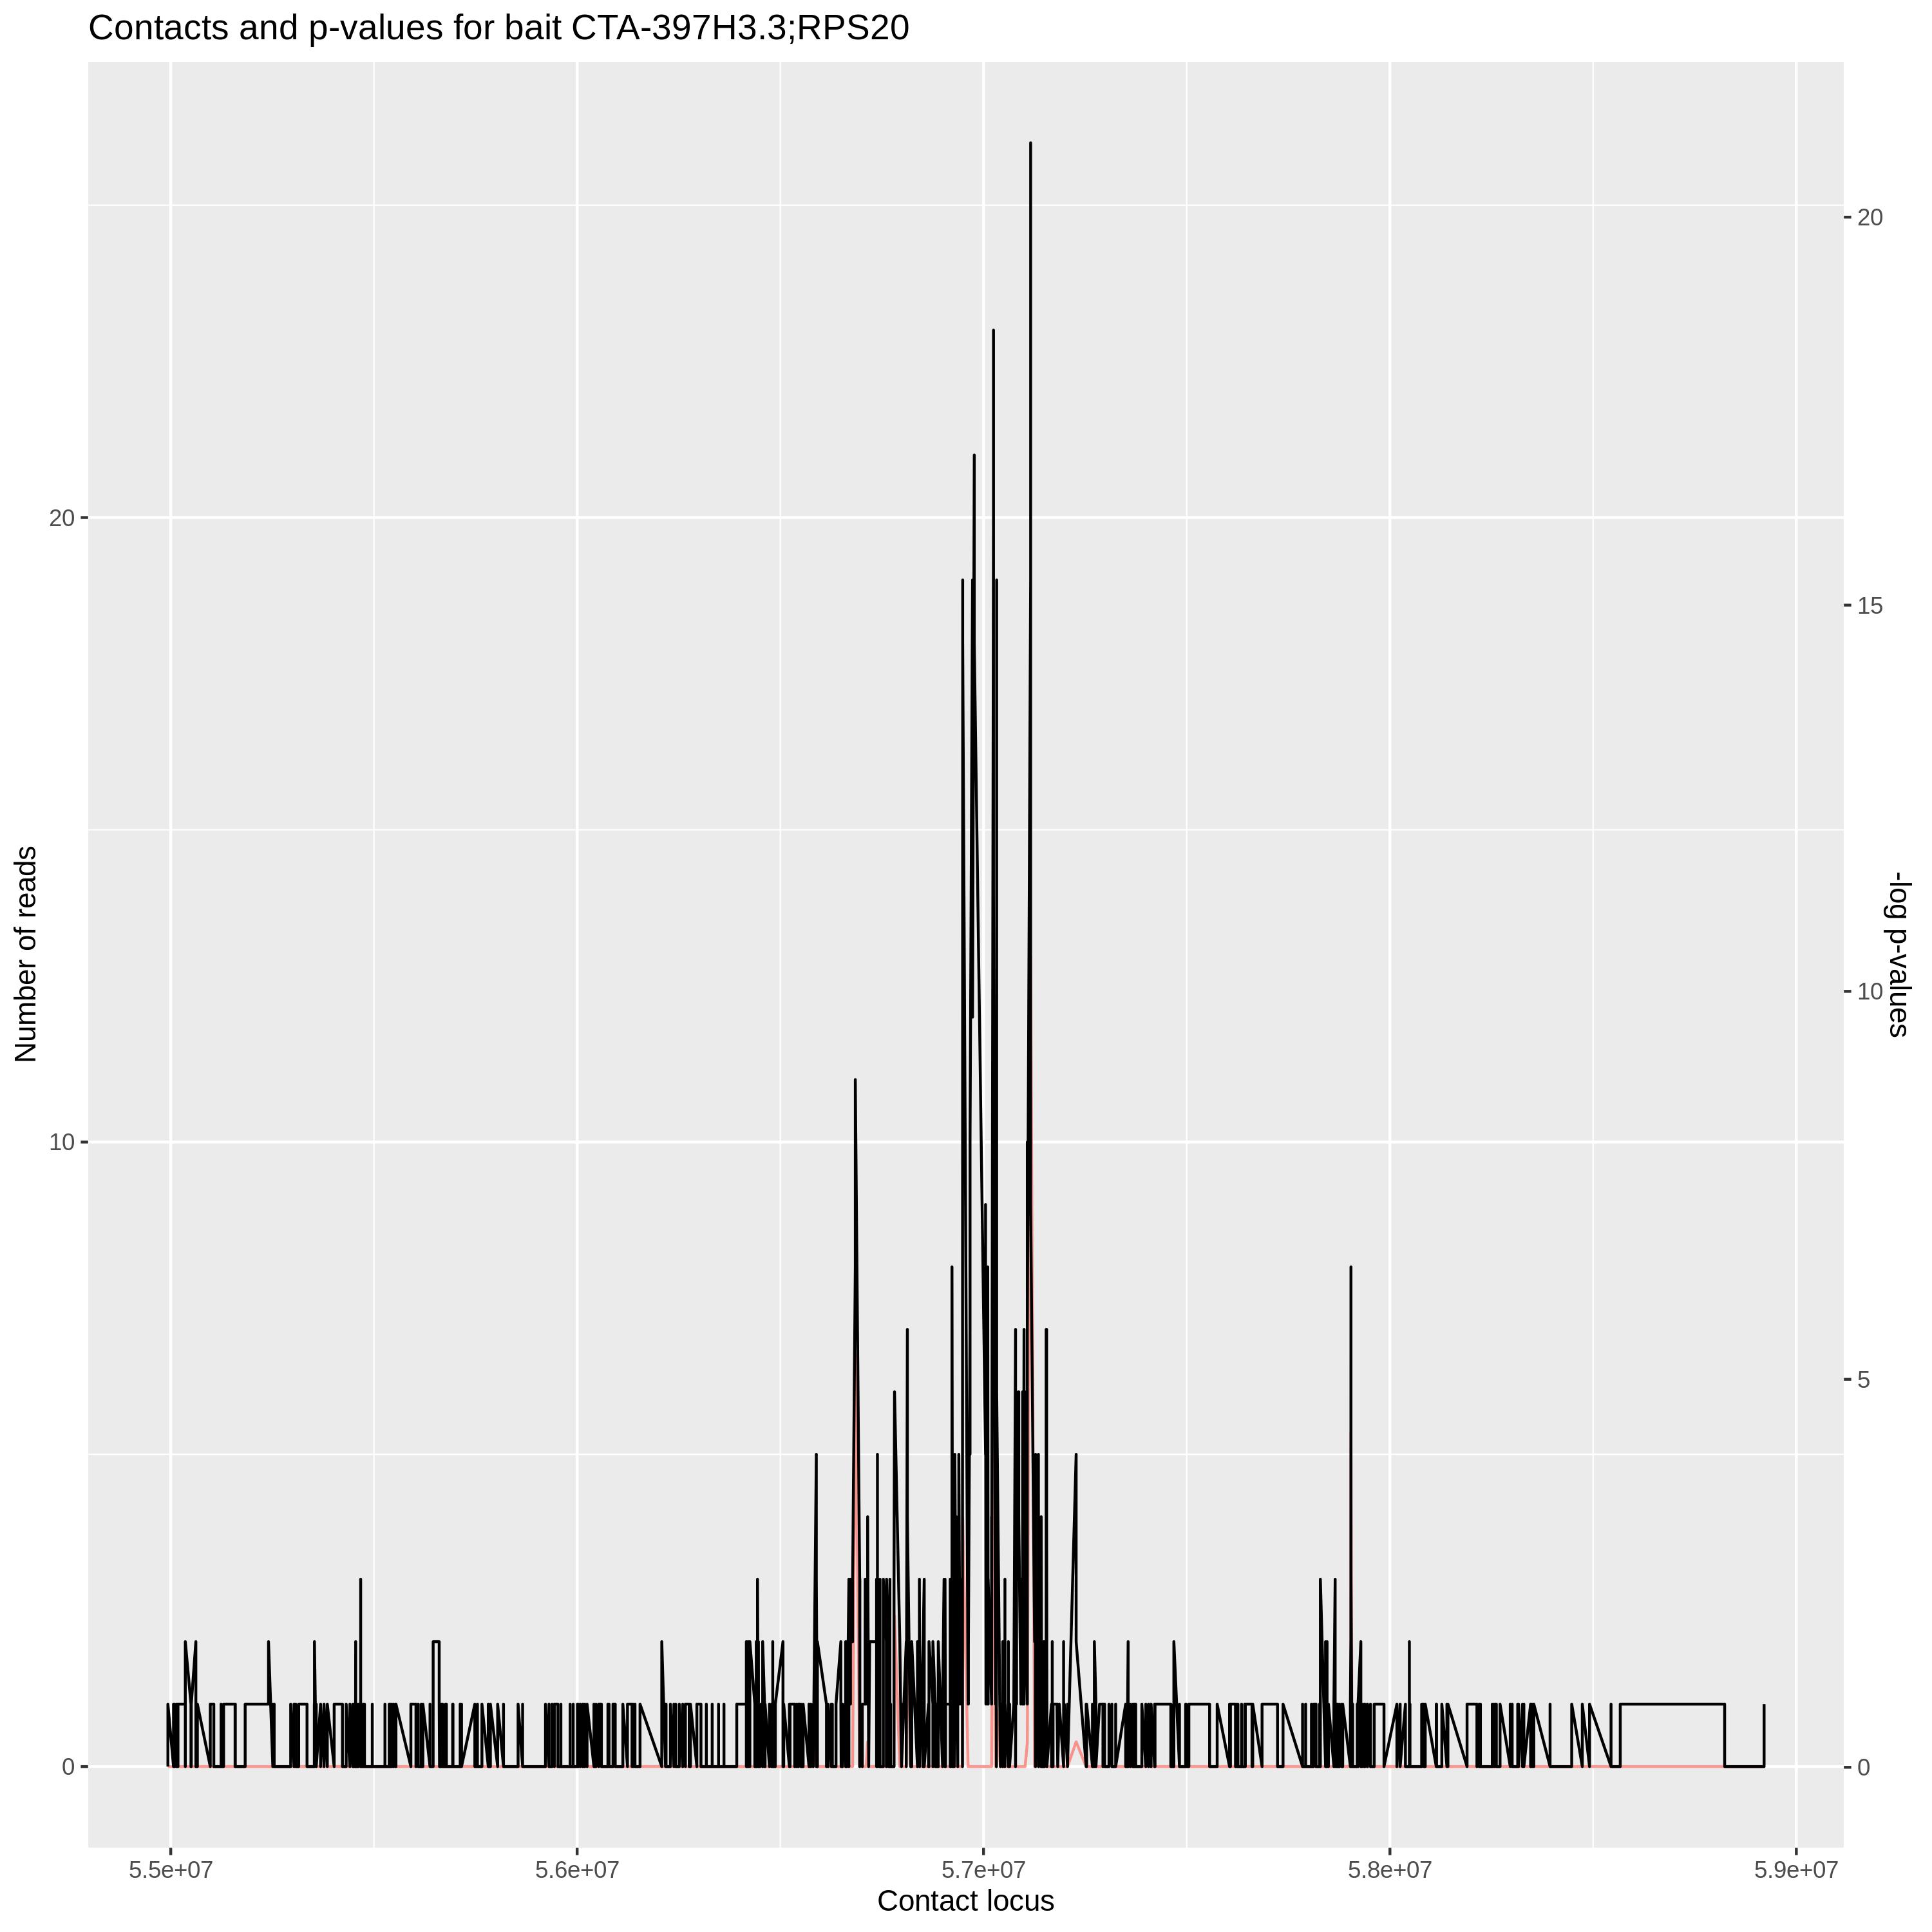 Contacts and p-values for bait CTA-397H3.3;RPS20
Number of reads
20
10
0
20
15
10
5
0
-log p-values
5.5e+07
5.6e+07
5.7e+07
5.8e+07
5.9e+07
Contact locus